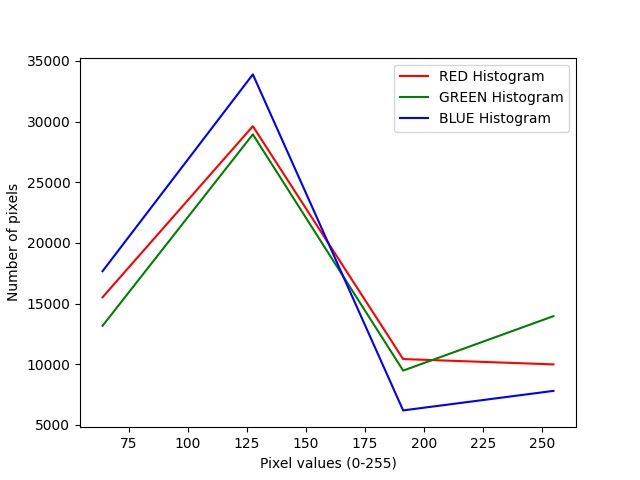 35000
30000
25000
20000
15000
10000
5000
Number of pixels
RED Histogram
GREEN Histogram
BLUE Histogram
75 100 125 150 175 200 225 250
Pixel values (0-255)